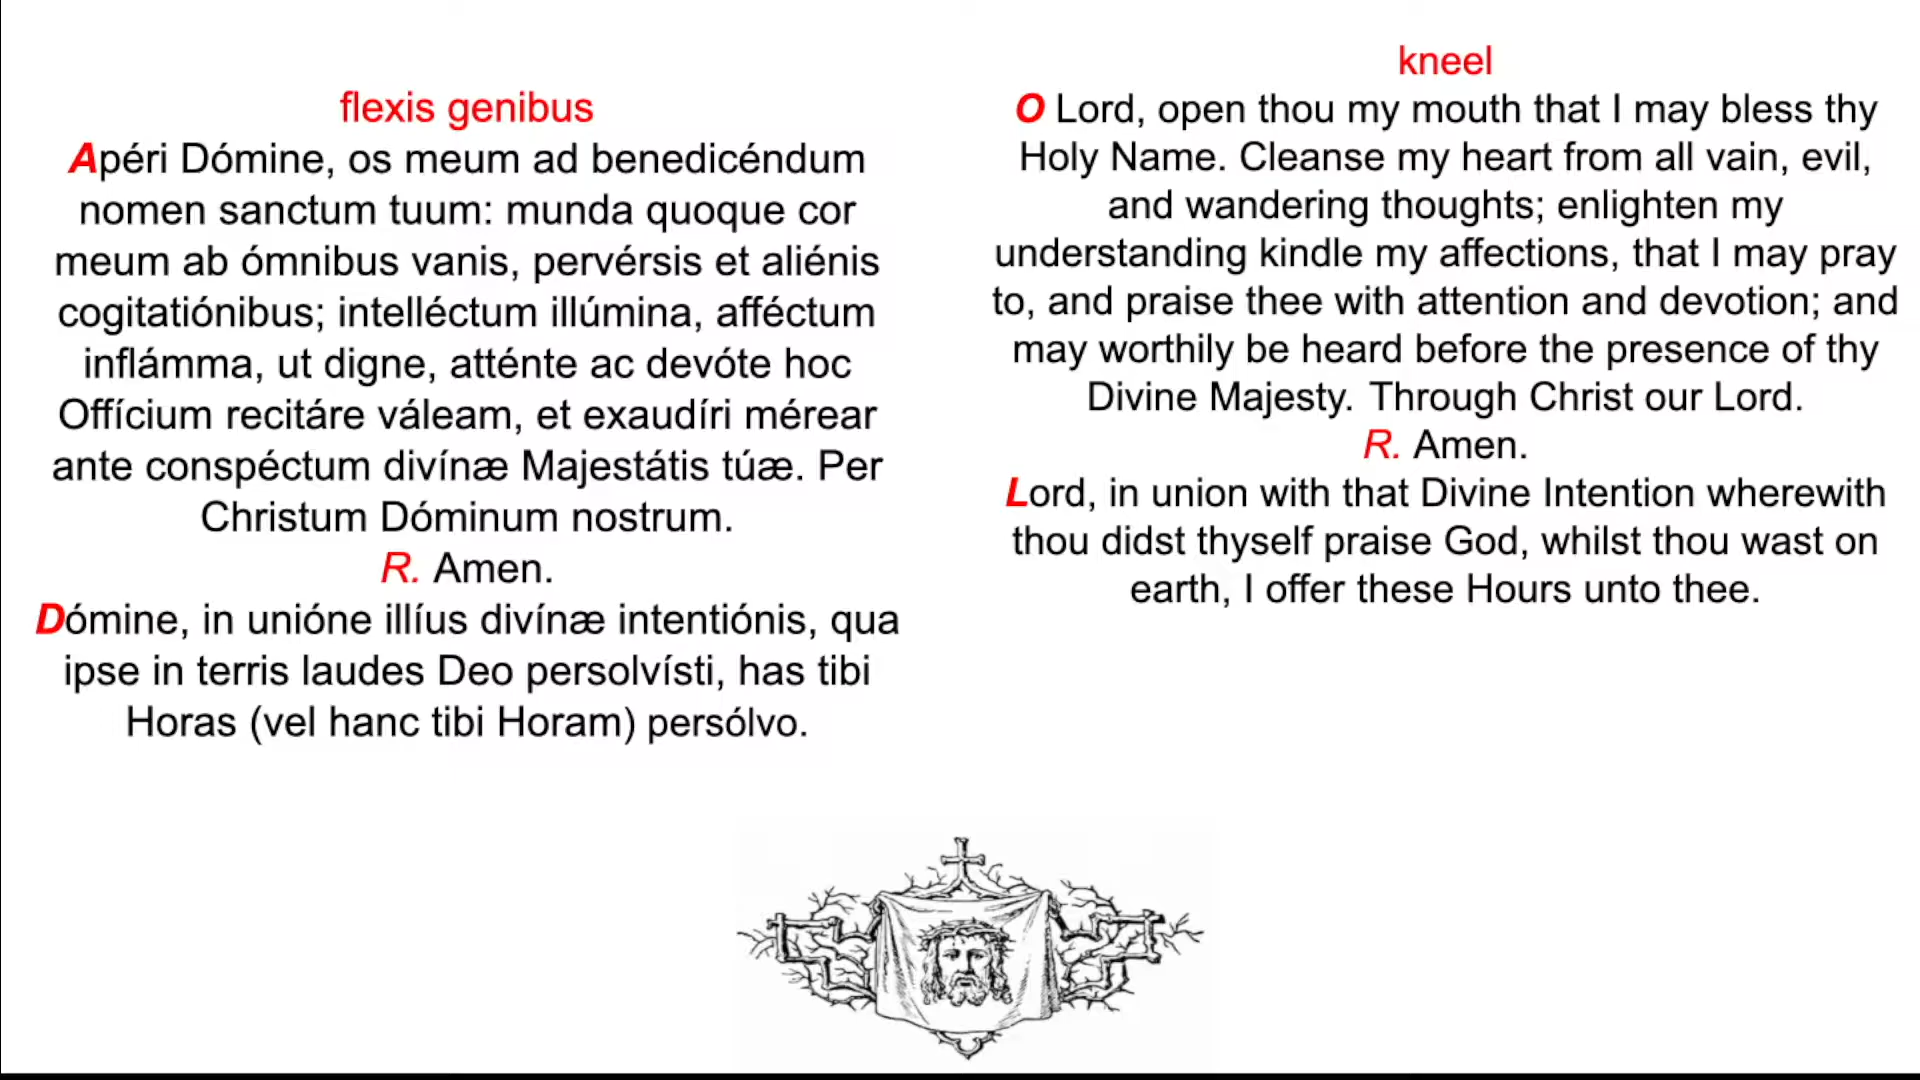 flexis genibus
Apéri Dómine, os meum ad benedicéndum
nomen sanctum tuum: munda quoque cor
meum ab ómnibus vanis, pervérsis et aliénis
cogitatiónibus; intelléctum illúmina, afféctum
inflámma, ut digne, atténte ac devóte hoc
Offícium recitáre váleam, et exaudíri mérear
ante conspéctum divínæ Majestátis túæ. Per
Christum Dóminum nostrum.
R. Amen.
Dómine, in unióne illíus divínæ intentiónis, qua
ipse in terris laudes Deo persolvísti, has tibi
Horas (vel hanc tibi Horam) persólvo.
kneel
O Lord, open thou my mouth that I may bless thy
Holy Name. Cleanse my heart from all vain, evil,
and wandering thoughts; enlighten my
understanding kindle my affections, that I may pray
to, and praise thee with attention and devotion; and
may worthily be heard before the presence of thy
Divine Majesty. Through Christ our Lord.
R. Amen.
Lord, in union with that Divine Intention wherewith
thou didst thyself praise God, whilst thou wast on
earth, I offer these Hours unto thee.